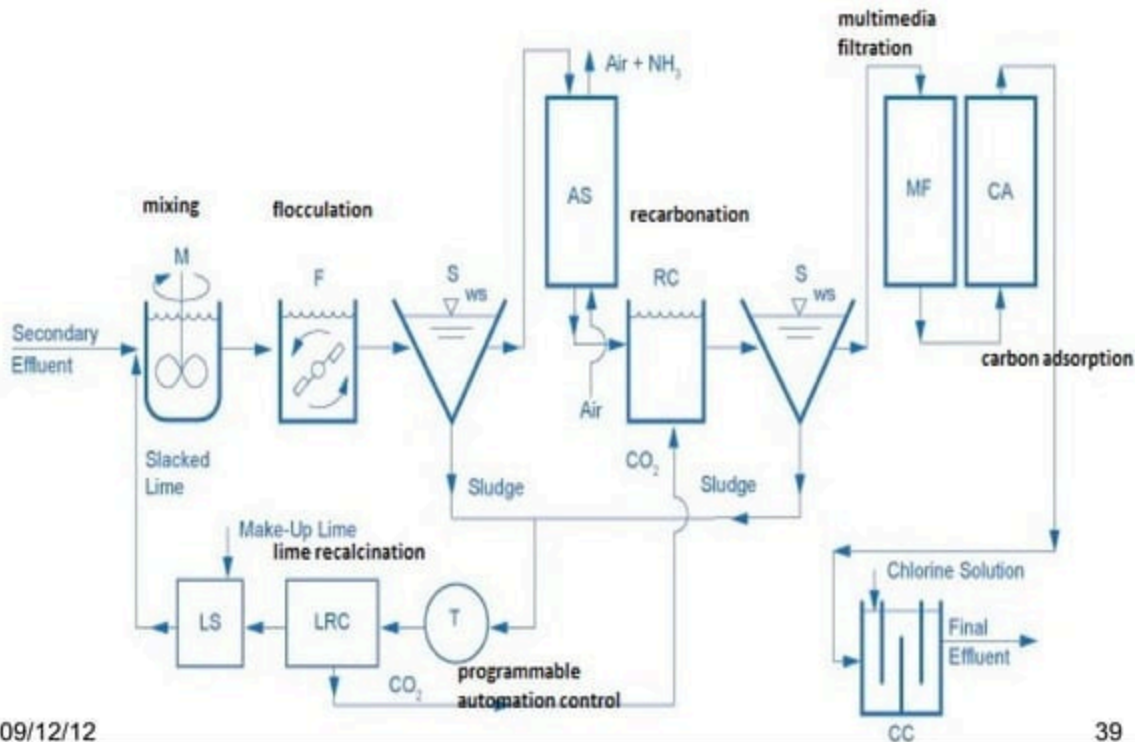 multimedia
filtration
Air + NH₃
mixing
flocculation
AS
recarbonation
MF
CA
M
F
S
ws
RC
S
ws
Secondary
Effluent
carbon adsorption
Air
Slacked
Lime
CO₂
Sludge
Sludge
Make-Up Lime
lime recalcination
Chlorine Solution
LS
LRC
T
Final
Effluent
programmable
automation control
CO₂
09/12/12
CC
39